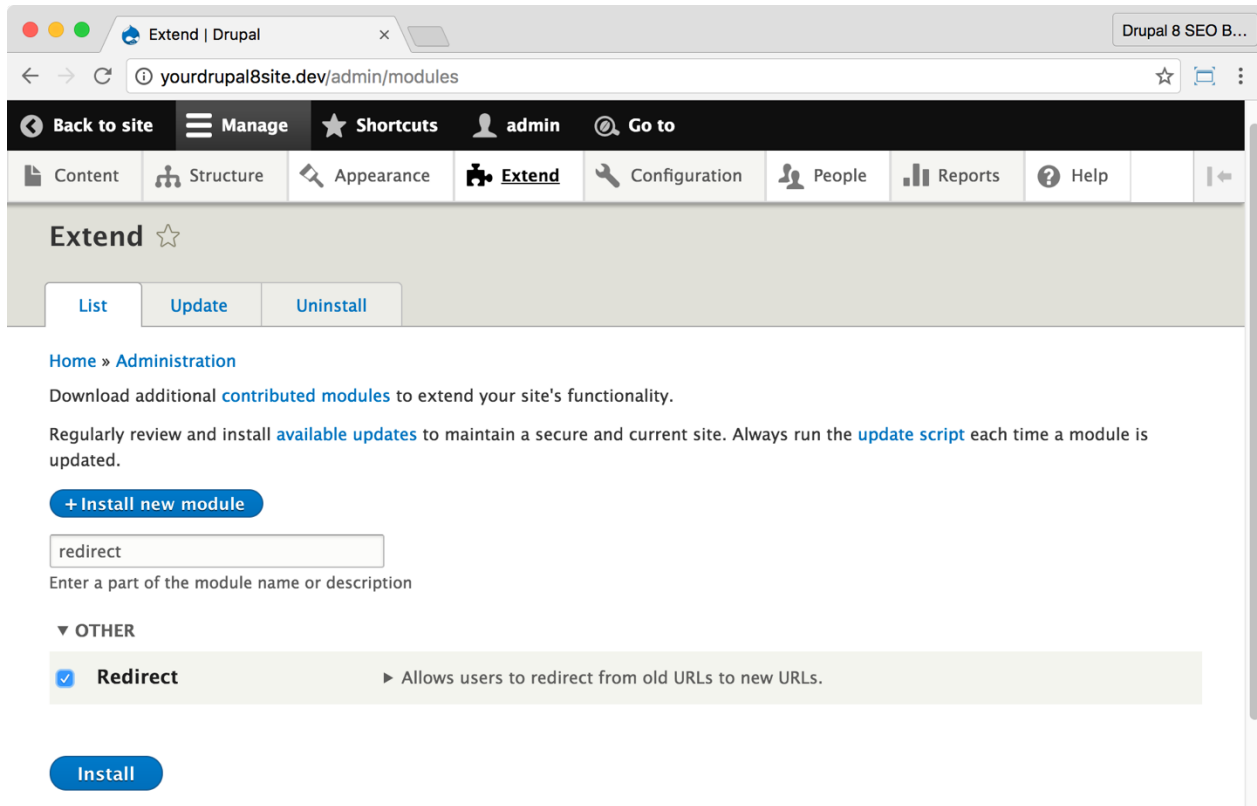 Extend | Drupal
Drupal 8 SEO B...
yourdrupal8site.dev/admin/modules
Back to site Manage Shortcuts admin Go to
Content Structure Appearance Extend Configuration People Reports Help
Extend
List Update Uninstall
Home » Administration
Download additional contributed modules to extend your site's functionality.
Regularly review and install available updates to maintain a secure and current site. Always run the update script each time a module is
updated.
+ Install new module
redirect
Enter a part of the module name or description
▼ OTHER
Redirect ▶ Allows users to redirect from old URLs to new URLs.
Install